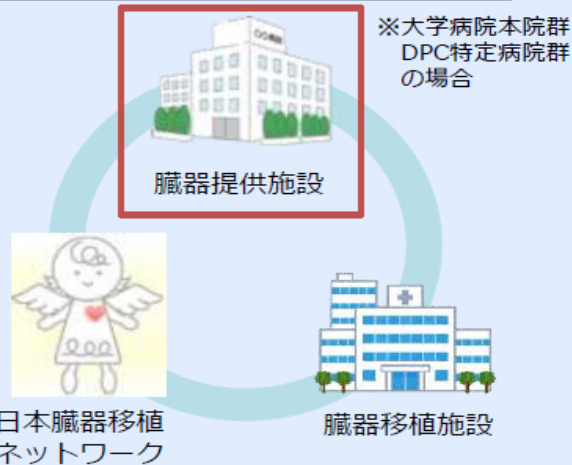 ※大学病院本院群
DPC特定病院群
の場合
臓器提供施設
日本臓器移植
ネットワーク
臓器移植施設